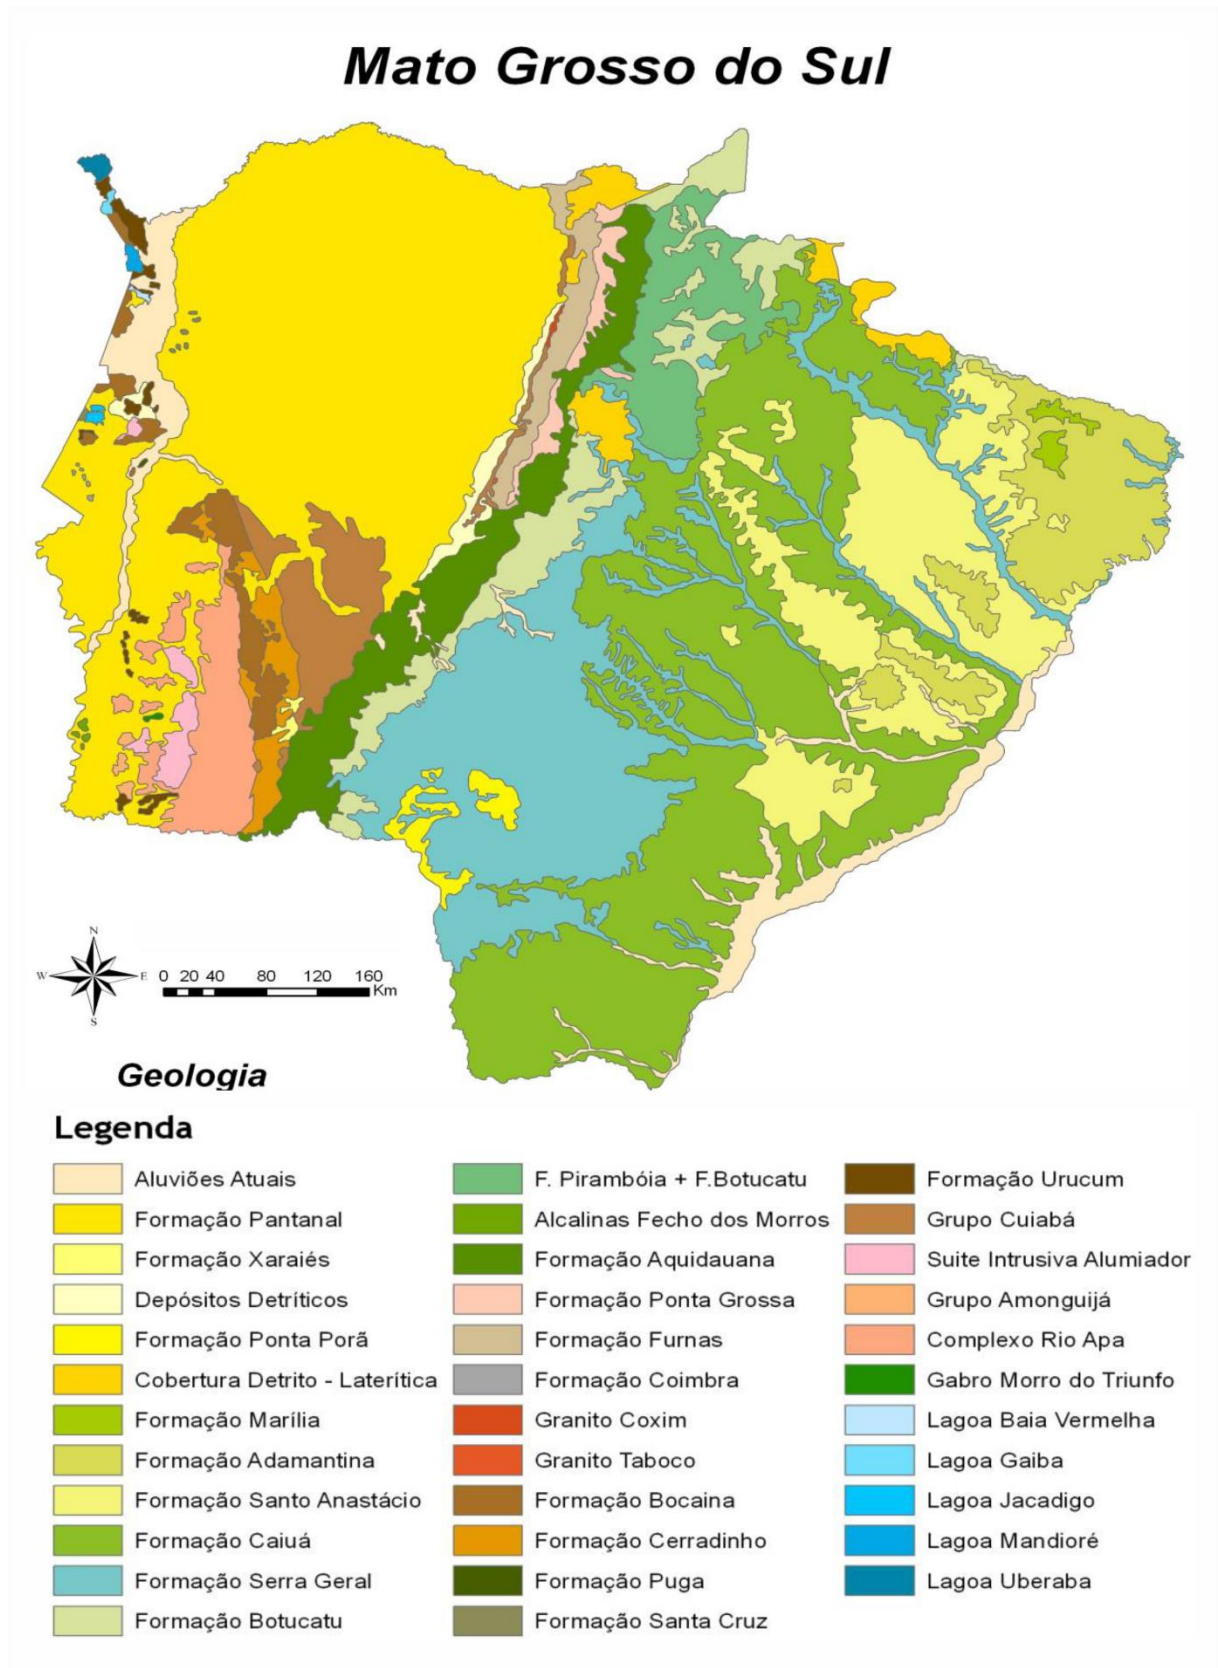 Mato Grosso do Sul
N
W
E
S
0 20 40 80 120 160
Km
Geologia
Legenda
Aluviões Atuais
Formação Pantanal
Formação Xaraiés
Depósitos Detríticos
Formação Ponta Porã
Cobertura Detrito - Laterítica
Formação Marília
Formação Adamantina
Formação Santo Anastácio
Formação Caiuá
Formação Serra Geral
Formação Botucatu
F. Pirambóia + F.Botucatu
Alcalinas Fecho dos Morros
Formação Aquidauana
Formação Ponta Grossa
Formação Furnas
Formação Coimbra
Granito Coxim
Granito Taboco
Formação Bocaina
Formação Cerradinho
Formação Puga
Formação Santa Cruz
Formação Urucum
Grupo Cuiabá
Suite Intrusiva Alumiador
Grupo Amonguijá
Complexo Rio Apa
Gabro Morro do Triunfo
Lagoa Baia Vermelha
Lagoa Gaiba
Lagoa Jacadigo
Lagoa Mandioré
Lagoa Uberaba